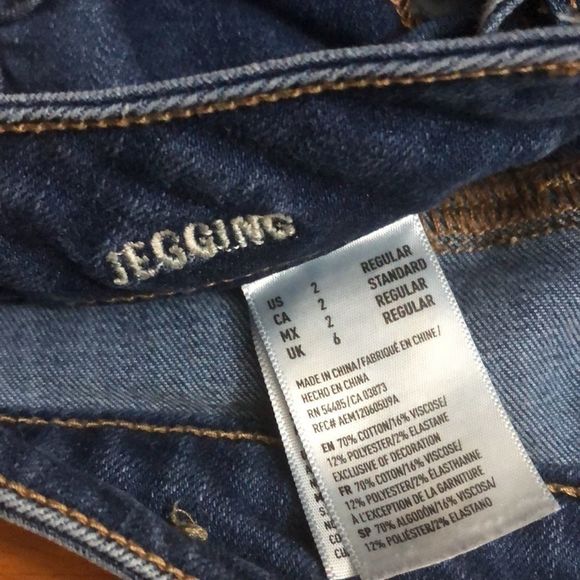 JEGGING
US 2 REGULAR
CA 2 STANDARD
MX 2 REGULAR
UK 6 REGULAR
MADE IN CHINA/FABRIQUÉ EN CHINE/
HECHO EN CHINA
RN 54485/CA 03873
RFC# AEM120605U9A
EN 70% COTTON/16% VISCOSE/
12% POLYESTER/2% ELASTANE
EXCLUSIVE OF DECORATION
FR 70% COTON/16% VISCOSE/
12% POLYESTER/2% ÉLASTHANNE
À L'EXCEPTION DE LA GARNITURE
SP 70% ALGODÓN/16% VISCOSA/
12% POLIÉSTER/2% ELASTANO